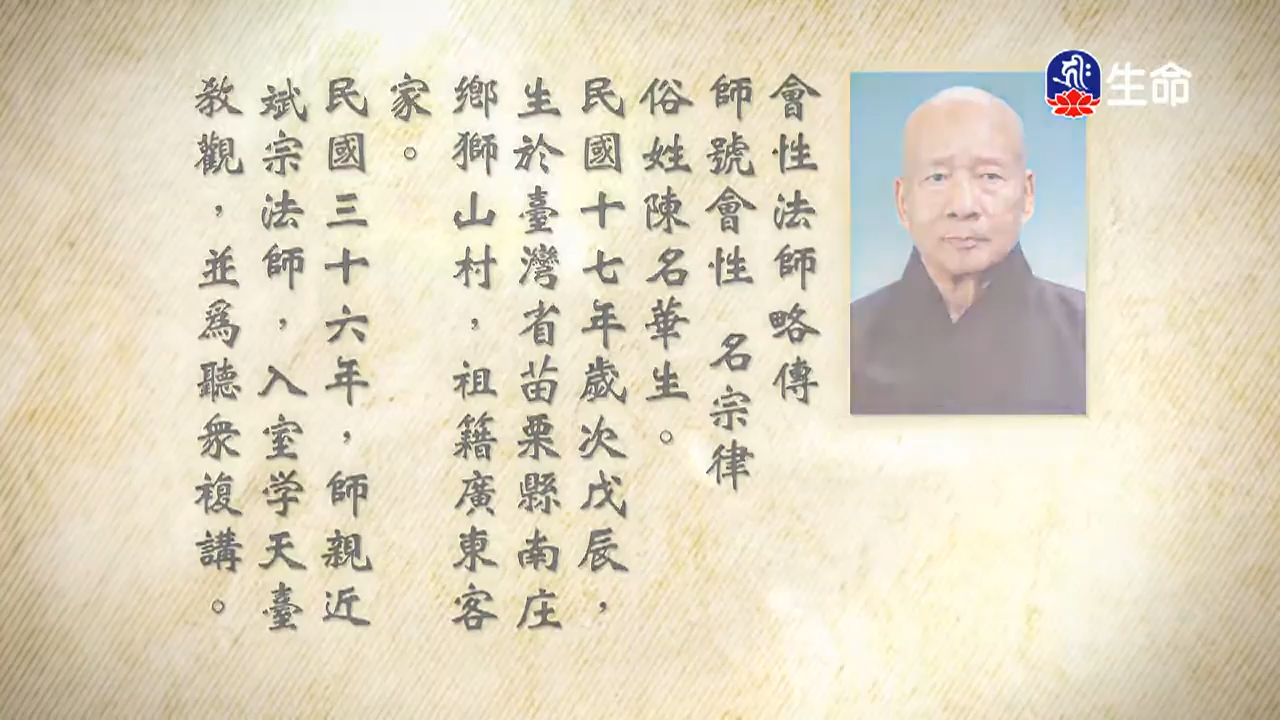 會性法師略傳
師號會性 名宗律
俗姓陳名華生。
民國十七年歲次戊辰，
生於臺灣省苗栗縣南庄
鄉獅山村，祖籍廣東客
家。
民國三十六年，師親近
斌宗法師，入室学天臺
教觀，並爲聽衆複講。
生命